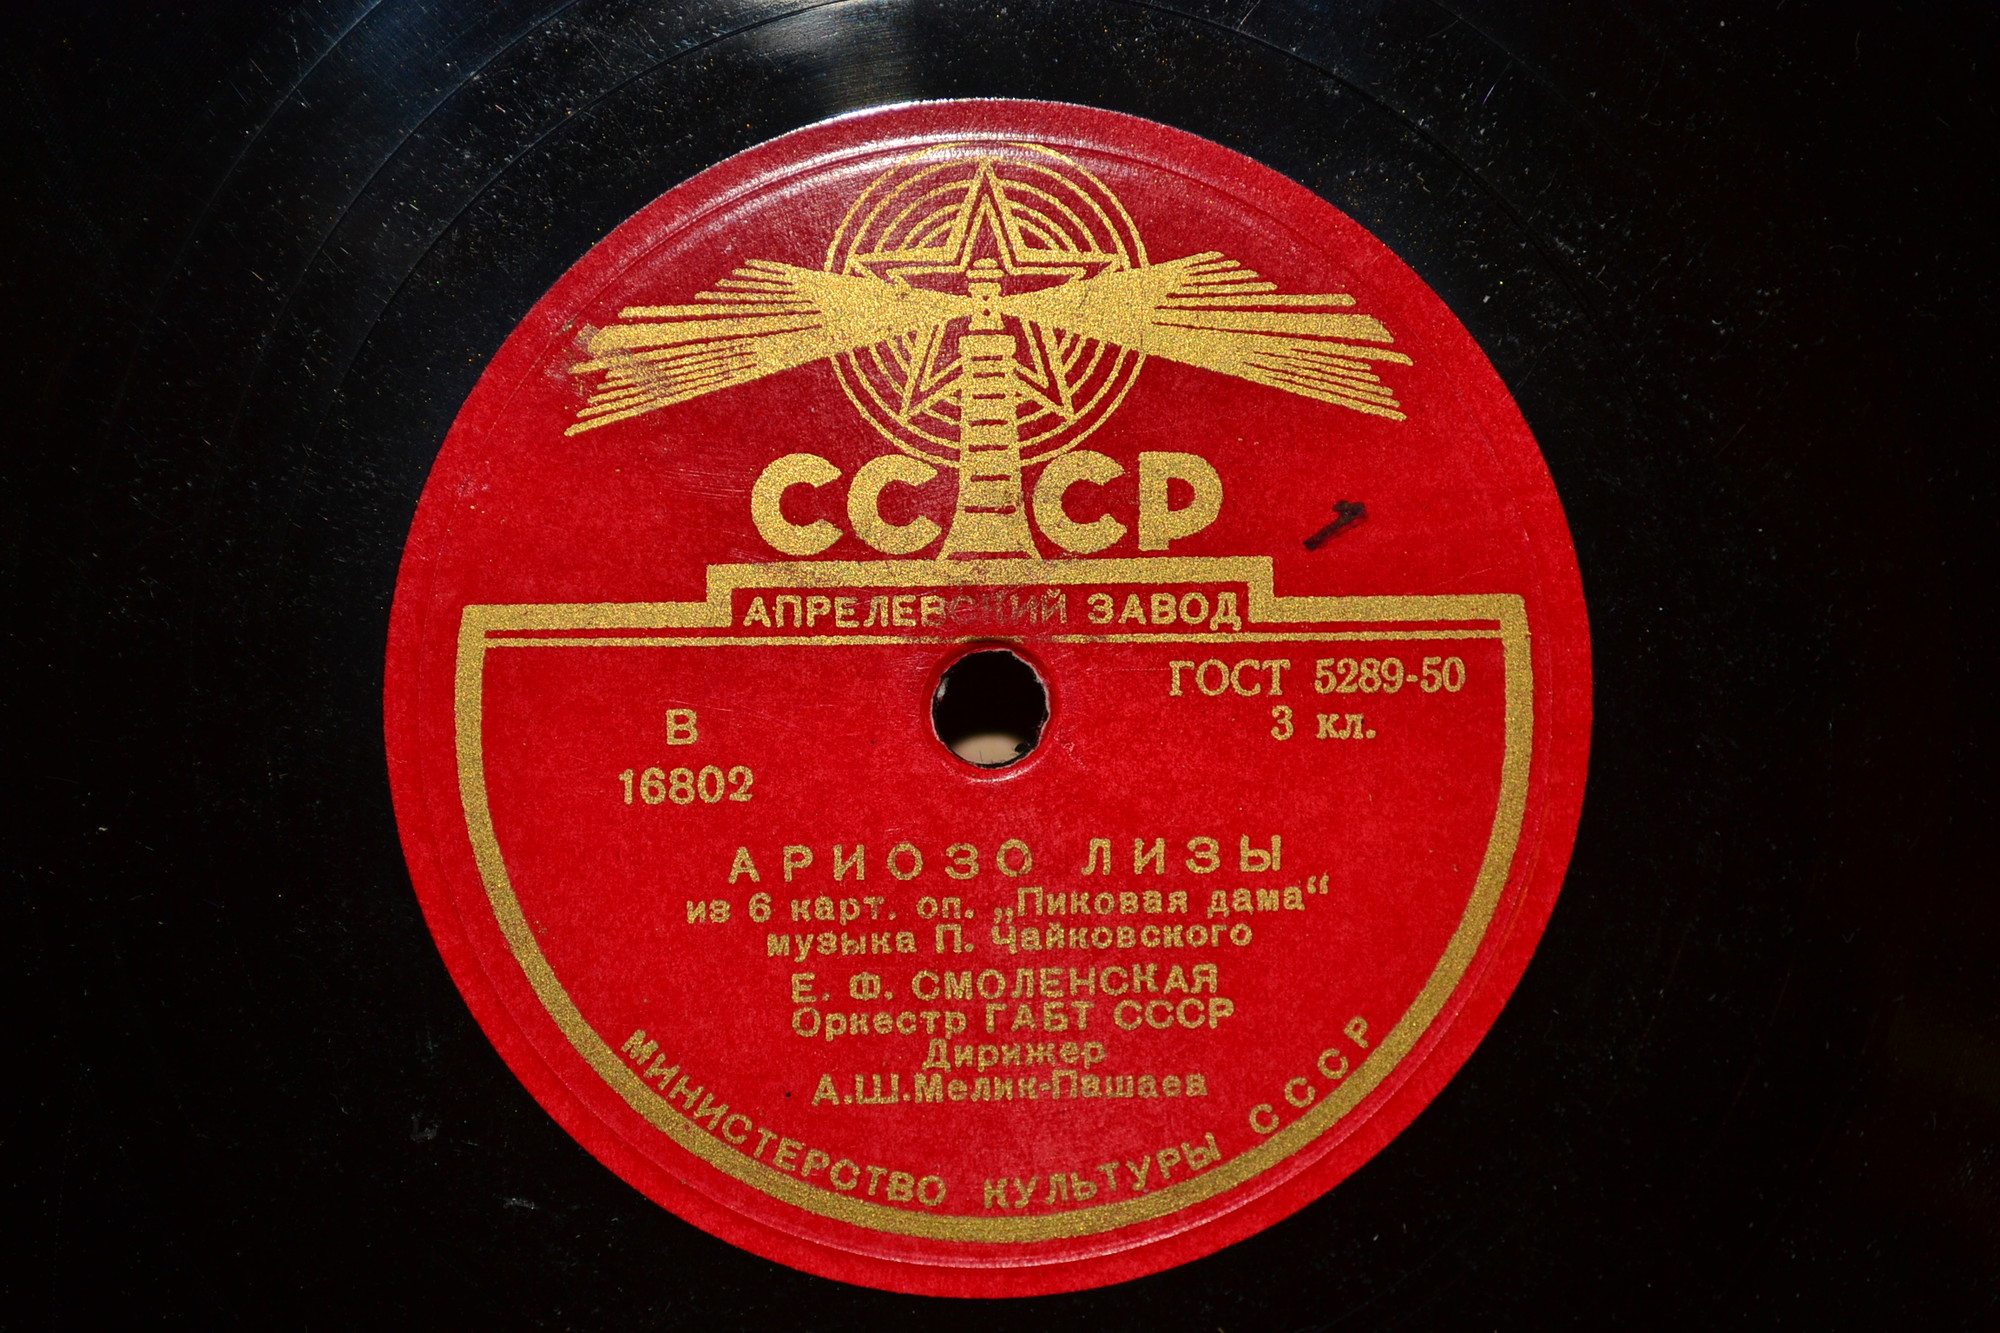 СССР
АПРЕЛЕВСКИЙ ЗАВОД
ГОСТ 5289-50
3 кл.
В
16802
АРИОЗО ЛИЗЫ
из 6 карт. оп. „Пиковая дама“
музыка П. Чайковского
Е. Ф. СМОЛЕНСКАЯ
Оркестр ГАБТ СССР
Дирижер
А.Ш.Мелик-Пашаев
МИНИСТЕРСТВО КУЛЬТУРЫ СССР